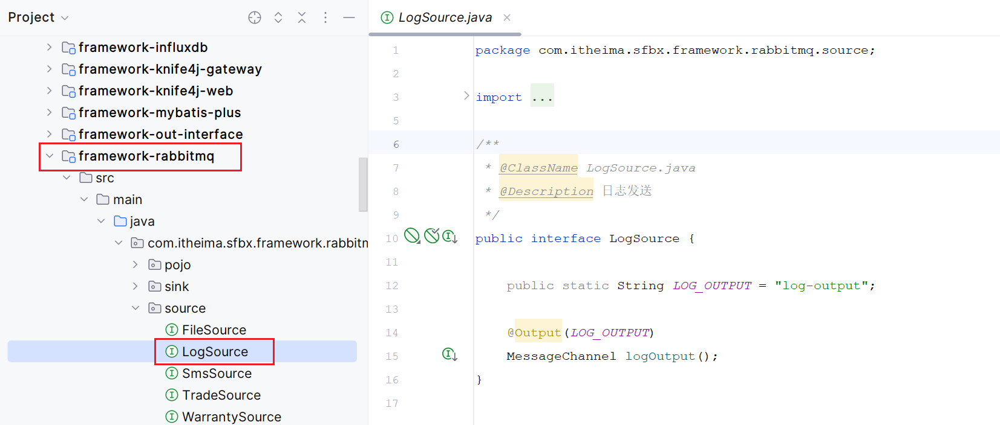 Project
framework-influxdb
framework-knife4j-gateway
framework-knife4j-web
framework-mybatis-plus
framework-out-interface
framework-rabbitmq
src
main
java
com.itheima.sfbx.framework.rabbitm
pojo
sink
source
FileSource
LogSource
SmsSource
TradeSource
WarrantySource
LogSource.java
1 package com.itheima.sfbx.framework.rabbitmq.source;
2
3 import ...
5
6 /**
7 * @ClassName LogSource.java
8 * @Description 日志发送
9 */
10 public interface LogSource {
11
12 public static String LOG_OUTPUT = "log-output";
13
14 @Output(LOG_OUTPUT)
15 MessageChannel logOutput();
16 }
17